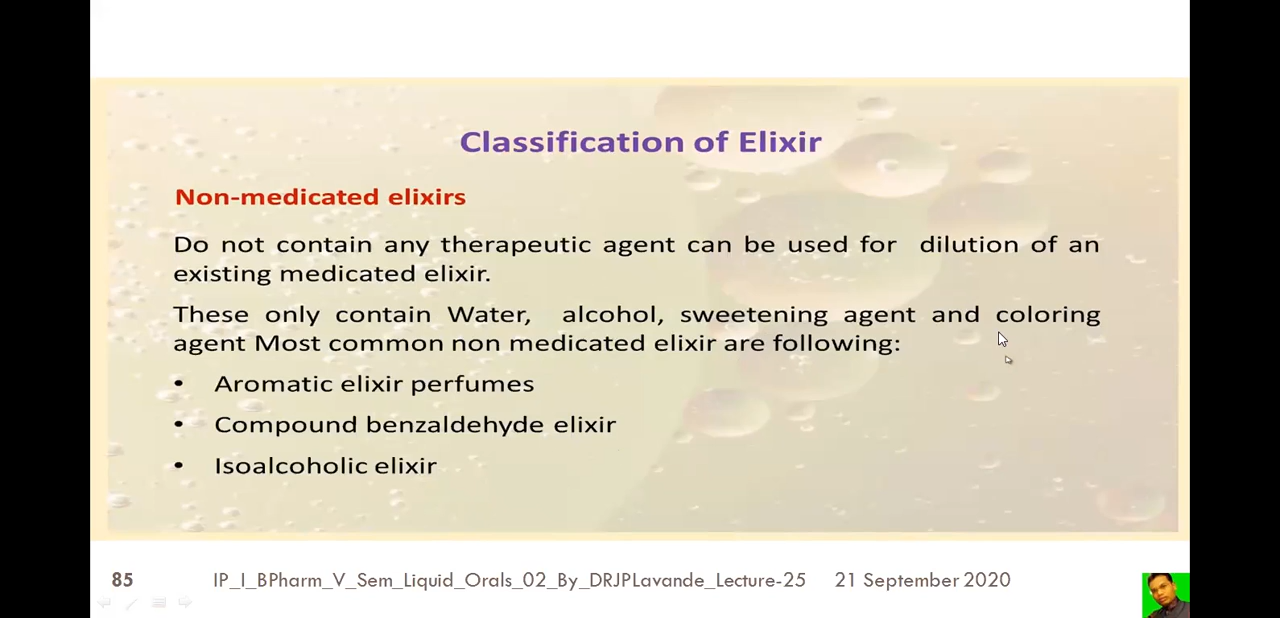 Classification of Elixir
Non-medicated elixirs
Do not contain any therapeutic agent can be used for dilution of an
existing medicated elixir.
These only contain Water, alcohol, sweetening agent and coloring
agent Most common non medicated elixir are following:
• Aromatic elixir perfumes
• Compound benzaldehyde elixir
• Isoalcoholic elixir
85 IP_I_BPharm_V_Sem_Liquid_Orals_02_By_DRJPLavande_Lecture-25 21 September 2020